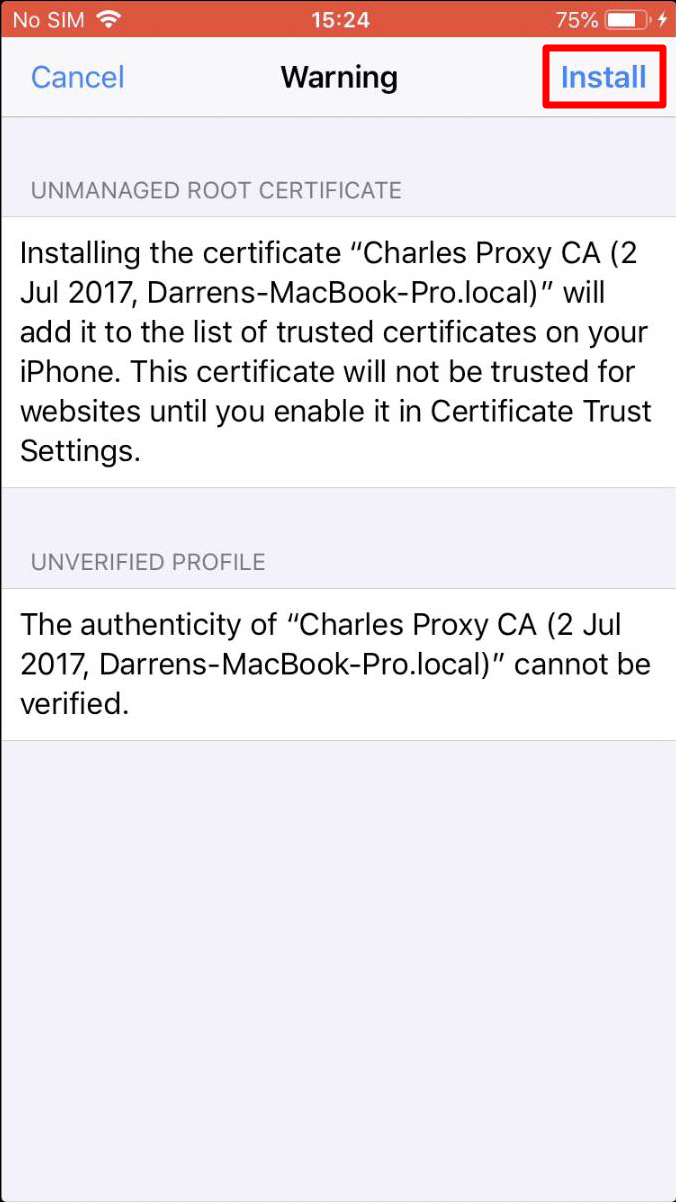 No SIM 15:24 75%
Cancel Warning Install
UNMANAGED ROOT CERTIFICATE
Installing the certificate “Charles Proxy CA (2
Jul 2017, Darrens-MacBook-Pro.local)” will
add it to the list of trusted certificates on your
iPhone. This certificate will not be trusted for
websites until you enable it in Certificate Trust
Settings.
UNVERIFIED PROFILE
The authenticity of “Charles Proxy CA (2 Jul
2017, Darrens-MacBook-Pro.local)” cannot be
verified.